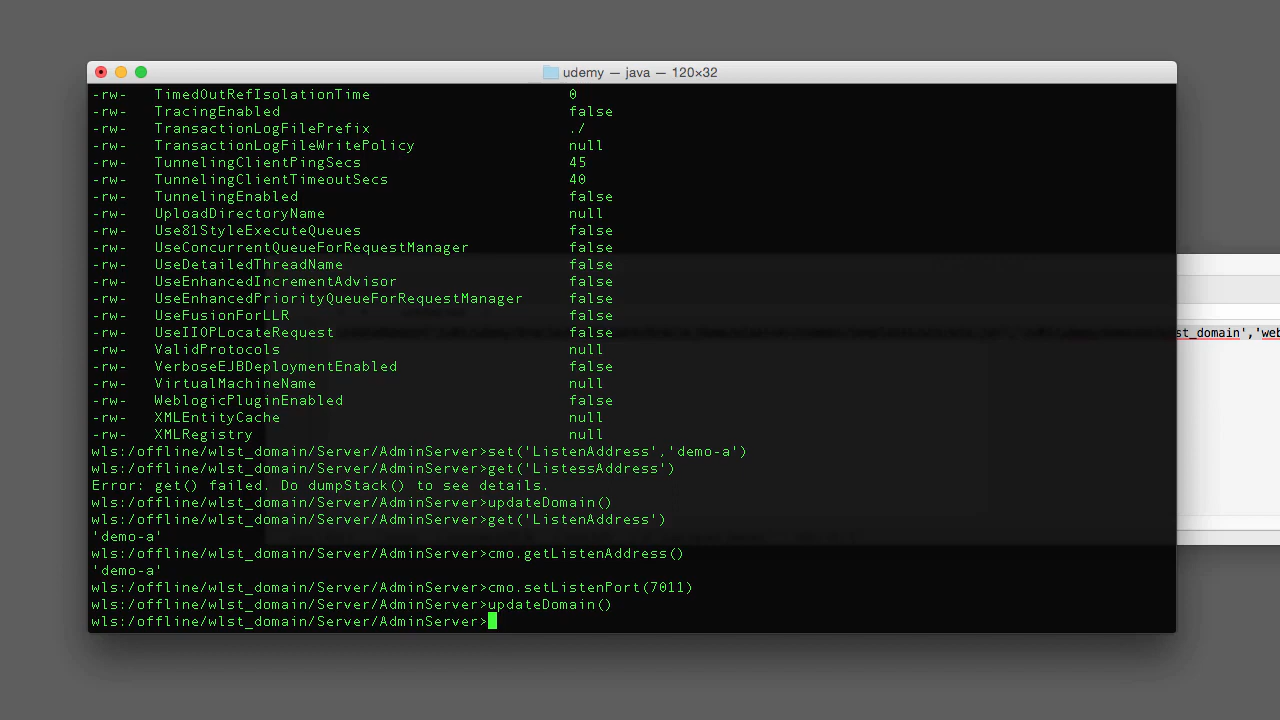 udemy — java — 120×32
-rw- TimedOutRefIsolationTime 0
-rw- TracingEnabled false
-rw- TransactionLogFilePrefix ./
-rw- TransactionLogFileWritePolicy null
-rw- TunnelingClientPingSecs 45
-rw- TunnelingClientTimeoutSecs 40
-rw- TunnelingEnabled false
-rw- UploadDirectoryName null
-rw- Use81StyleExecuteQueues false
-rw- UseConcurrentQueueForRequestManager false
-rw- UseDetailedThreadName false
-rw- UseEnhancedIncrementAdvisor false
-rw- UseEnhancedPriorityQueueForRequestManager false
-rw- UseFusionForLLR false
-rw- UseIIOPLocateRequest false
st_domain','web
-rw- ValidProtocols null
-rw- VerboseEJBDeploymentEnabled false
-rw- VirtualMachineName null
-rw- WeblogicPluginEnabled false
-rw- XMLEntityCache null
-rw- XMLRegistry null
wls:/offline/wlst_domain/Server/AdminServer>set('ListenAddress','demo-a')
wls:/offline/wlst_domain/Server/AdminServer>get('ListessAddress')
Error: get() failed. Do dumpStack() to see details.
wls:/offline/wlst_domain/Server/AdminServer>updateDomain()
wls:/offline/wlst_domain/Server/AdminServer>get('ListenAddress')
'demo-a'
wls:/offline/wlst_domain/Server/AdminServer>cmo.getListenAddress()
'demo-a'
wls:/offline/wlst_domain/Server/AdminServer>cmo.setListenPort(7011)
wls:/offline/wlst_domain/Server/AdminServer>updateDomain()
wls:/offline/wlst_domain/Server/AdminServer>